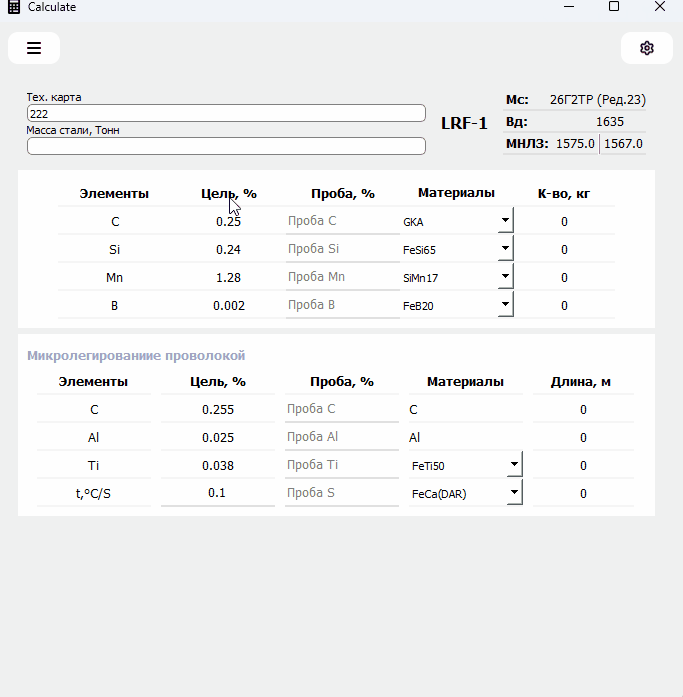 Calculate
Тех. карта
222
Масса стали, Тонн
LRF-1
Мс: 26Г2ТР (Ред.23)
Вд: 1635
МНЛЗ: 1575.0 1567.0
Элементы Цель, % Проба, % Материалы К-во, кг
C 0.25 Проба C GKA 0
Si 0.24 Проба Si FeSi65 0
Mn 1.28 Проба Mn SiMn17 0
B 0.002 Проба B FeB20 0
Микролегированиие проволокой
Элементы Цель, % Проба, % Материалы Длина, м
C 0.255 Проба C C 0
Al 0.025 Проба Al Al 0
Ti 0.038 Проба Ti FeTi50 0
t,°C/S 0.1 Проба S FeCa(DAR) 0